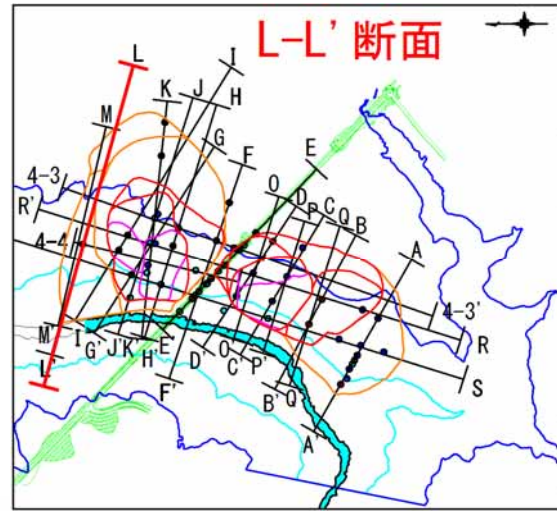 L-L' 断面
L
I
K
J
H
M
G
F
E
4-3
O
D
P
C
Q
B
R'
A
4-4
4-3'
R
S
M'
I
G'
J'
K'
H'
E
D'
O
C'
P'
F'
B'
Q
L
A'